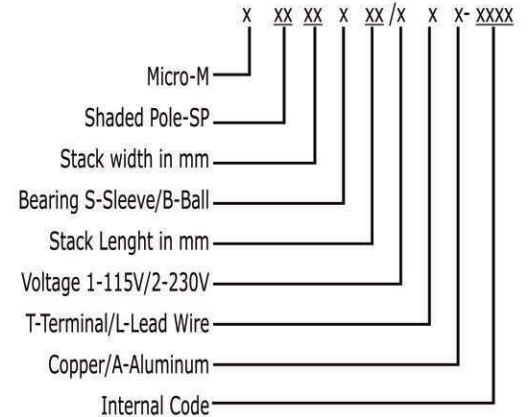 x xx xx x xx /x x x- xxxx
Micro-M
Shaded Pole-SP
Stack width in mm
Bearing S-Sleeve/B-Ball
Stack Lenght in mm
Voltage 1-115V/2-230V
T-Terminal/L-Lead Wire
Copper/A-Aluminum
Internal Code